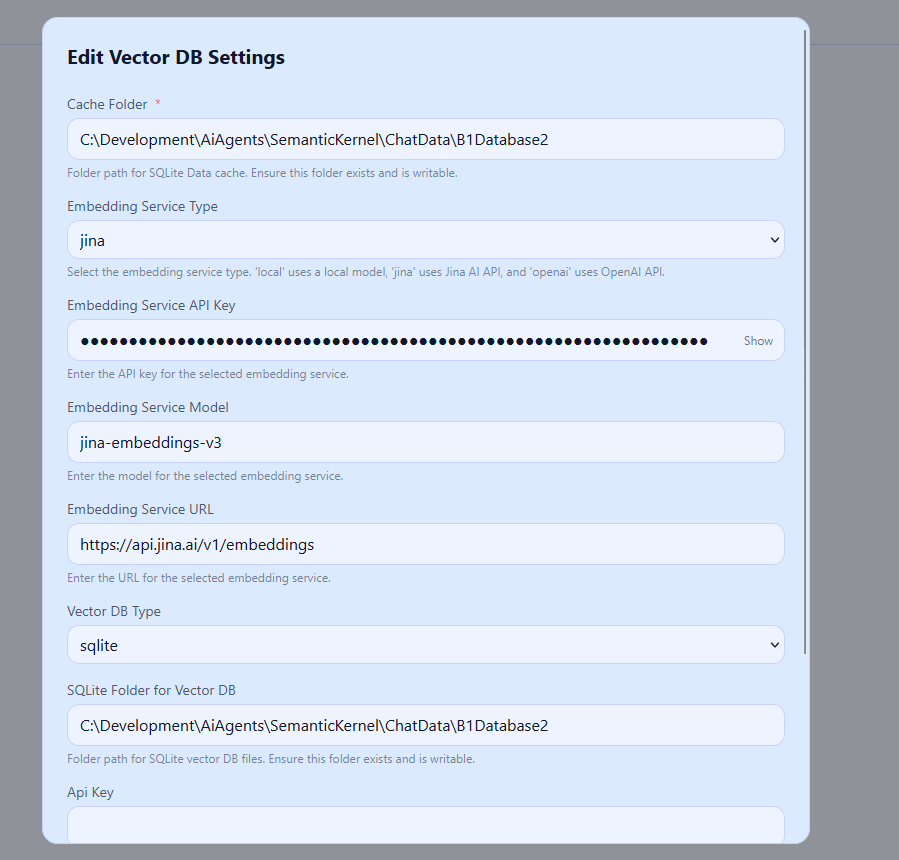 Edit Vector DB Settings
Cache Folder *
C:\Development\AiAgents\SemanticKernel\ChatData\B1Database2
Folder path for SQLite Data cache. Ensure this folder exists and is writable.
Embedding Service Type
jina
Select the embedding service type. 'local' uses a local model, 'jina' uses Jina AI API, and 'openai' uses OpenAI API.
Embedding Service API Key
●●●●●●●●●●●●●●●●●●●●●●●●●●●●●●●●●●●●●●●●●●●●●●●●●●●●●●●●●●●●●●●●● Show
Enter the API key for the selected embedding service.
Embedding Service Model
jina-embeddings-v3
Enter the model for the selected embedding service.
Embedding Service URL
https://api.jina.ai/v1/embeddings
Enter the URL for the selected embedding service.
Vector DB Type
sqlite
SQLite Folder for Vector DB
C:\Development\AiAgents\SemanticKernel\ChatData\B1Database2
Folder path for SQLite vector DB files. Ensure this folder exists and is writable.
Api Key